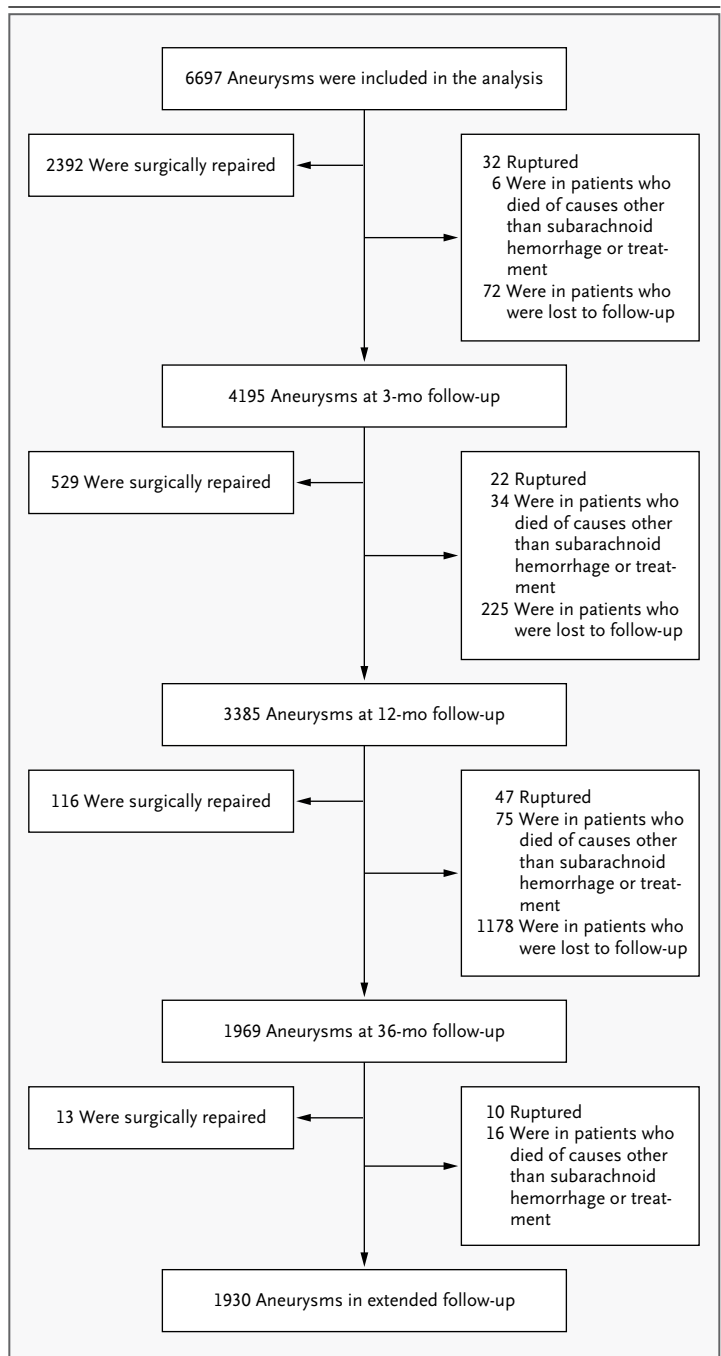 6697 Aneurysms were included in the analysis
2392 Were surgically repaired
32 Ruptured
6 Were in patients who
died of causes other
than subarachnoid
hemorrhage or treat-
ment
72 Were in patients who
were lost to follow-up
4195 Aneurysms at 3-mo follow-up
529 Were surgically repaired
22 Ruptured
34 Were in patients who
died of causes other
than subarachnoid
hemorrhage or treat-
ment
225 Were in patients who
were lost to follow-up
3385 Aneurysms at 12-mo follow-up
116 Were surgically repaired
47 Ruptured
75 Were in patients who
died of causes other
than subarachnoid
hemorrhage or treat-
ment
1178 Were in patients who
were lost to follow-up
1969 Aneurysms at 36-mo follow-up
13 Were surgically repaired
10 Ruptured
16 Were in patients who
died of causes other
than subarachnoid
hemorrhage or treat-
ment
1930 Aneurysms in extended follow-up